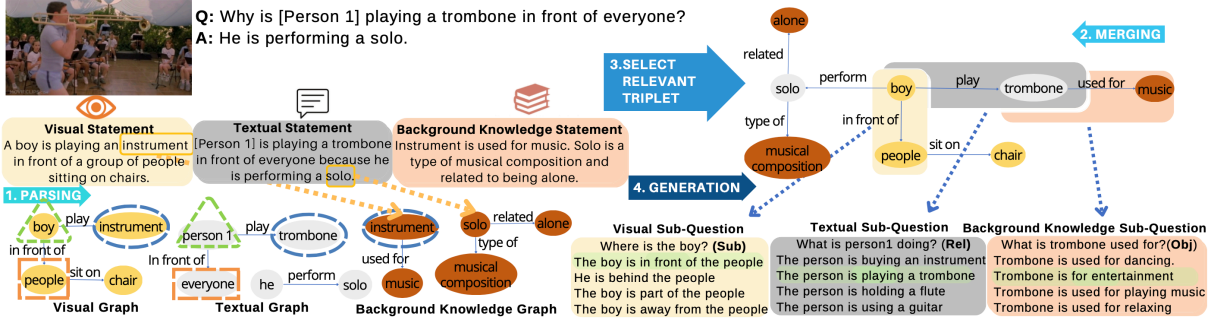 Q: Why is [Person 1] playing a trombone in front of everyone?
A: He is performing a solo.
Visual Statement
A boy is playing an instrument
in front of a group of people
sitting on chairs.
Textual Statement
[Person 1] is playing a trombone
in front of everyone because he
is performing a solo.
Background Knowledge Statement
Instrument is used for music. Solo is a
type of musical composition and
related to being alone.
1. PARSING
boy
play
instrument
in front of
people
sit on
chair
Visual Graph
person 1
play
trombone
In front of
everyone
he
perform
solo
Textual Graph
instrument
used for
music
solo
related
alone
type of
musical
composition
Background Knowledge Graph
2. MERGING
3.SELECT
RELEVANT
TRIPLET
alone
related
solo
perform
boy
play
trombone
used for
music
type of
musical
composition
in front of
people
sit on
chair
4. GENERATION
Visual Sub-Question
Where is the boy? (Sub)
The boy is in front of the people
He is behind the people
The boy is part of the people
The boy is away from the people
Textual Sub-Question
What is person1 doing? (Rel)
The person is buying an instrument
The person is playing a trombone
The person is holding a flute
The person is using a guitar
Background Knowledge Sub-Question
What is trombone used for?(Obj)
Trombone is used for dancing.
Trombone is for entertainment
Trombone is used for playing music
Trombone is used for relaxing